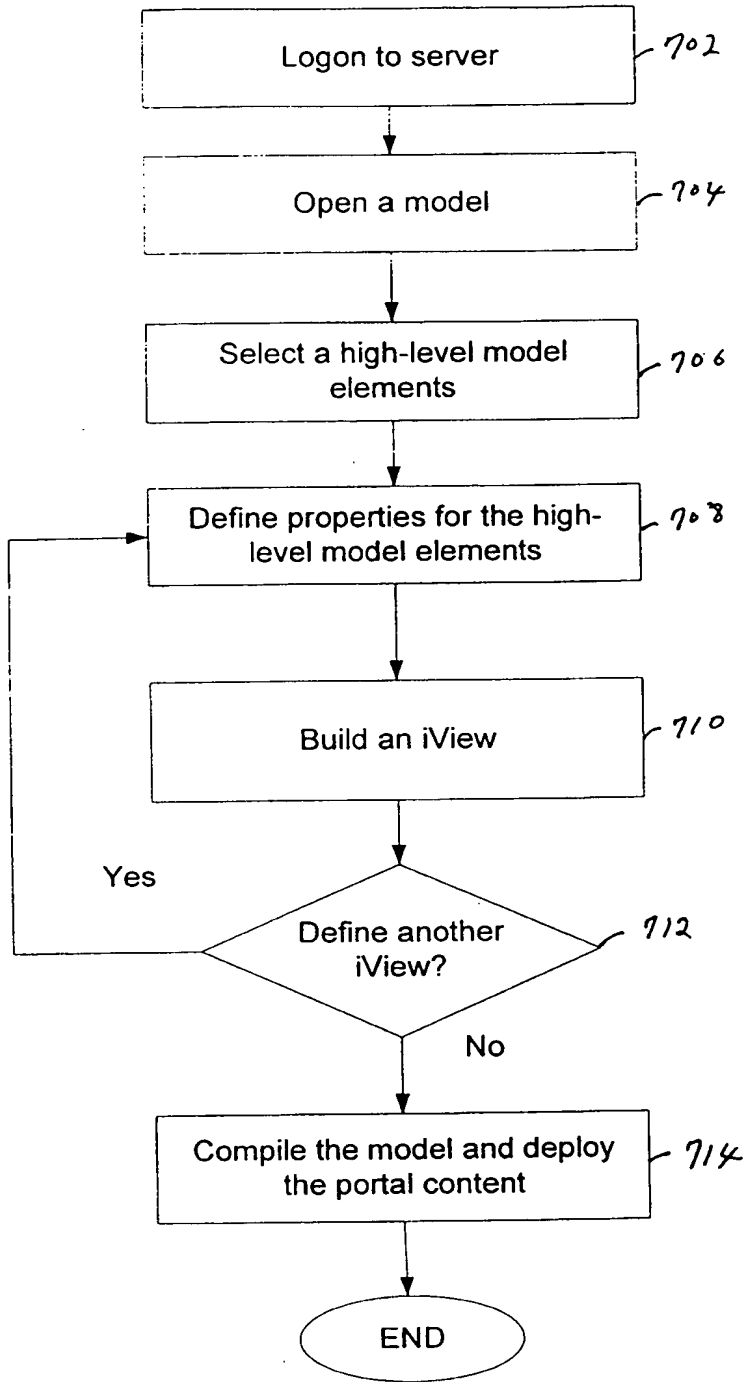 Logon to server
702
Open a model
704
Select a high-level model
elements
706
Define properties for the high-
level model elements
708
Build an iView
710
Yes
Define another
iView?
712
No
Compile the model and deploy
the portal content
714
END